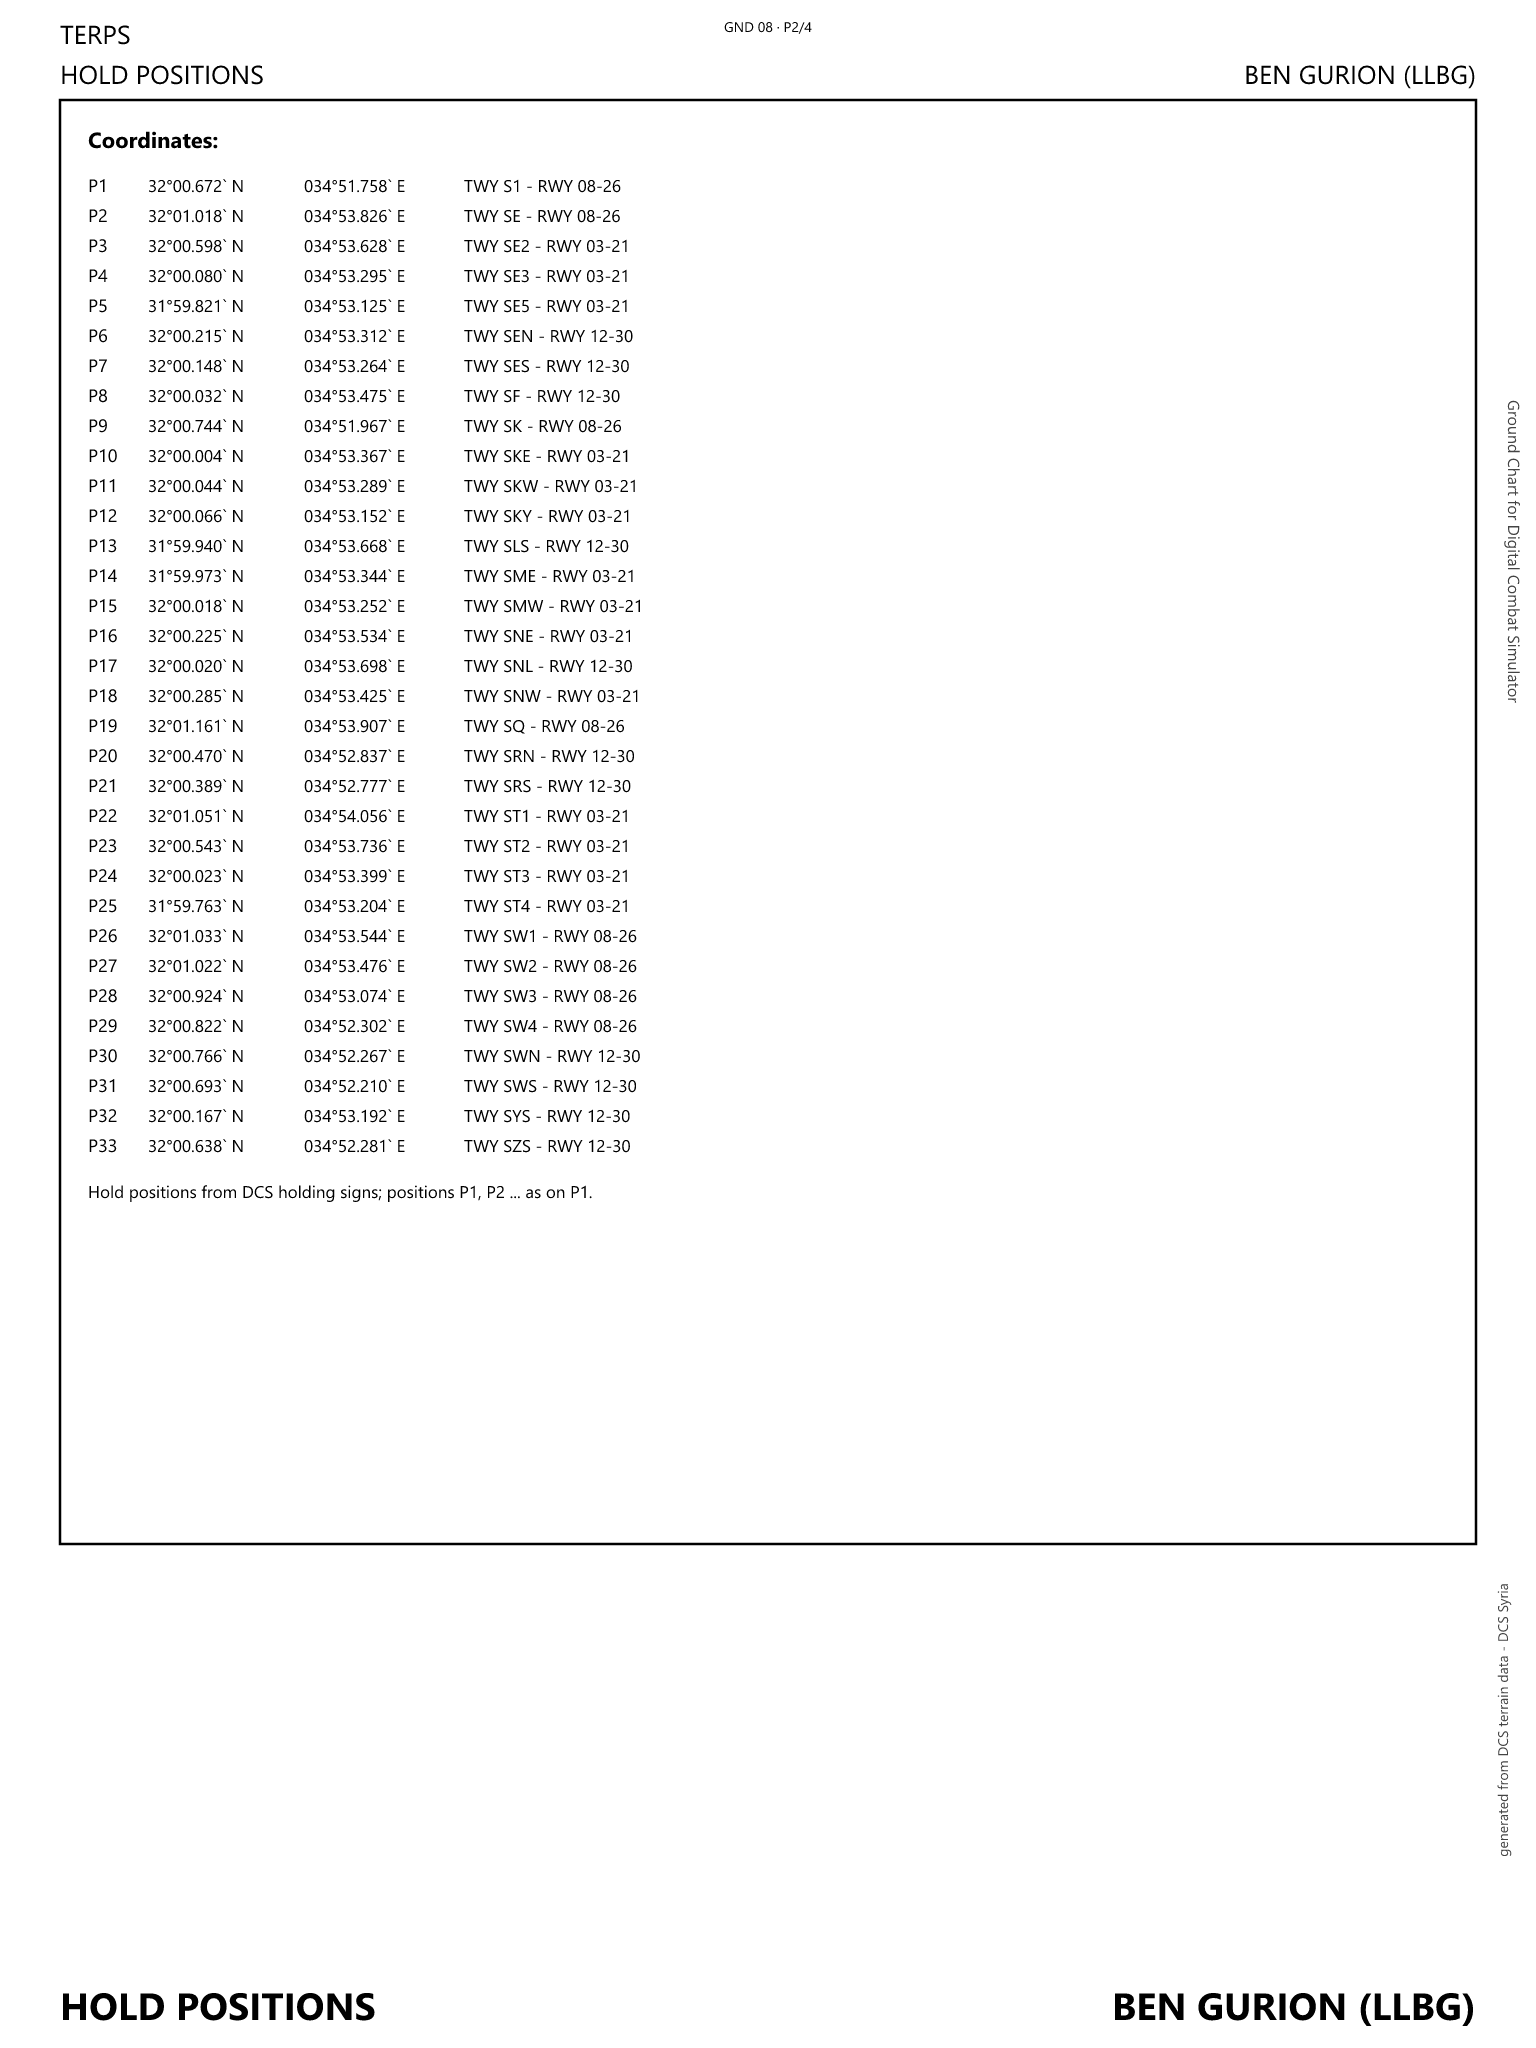 TERPS
GND 08 · P2/4
HOLD POSITIONS
BEN GURION (LLBG)
Coordinates:
P1 32°00.672` N 034°51.758` E TWY S1 - RWY 08-26
P2 32°01.018` N 034°53.826` E TWY SE - RWY 08-26
P3 32°00.598` N 034°53.628` E TWY SE2 - RWY 03-21
P4 32°00.080` N 034°53.295` E TWY SE3 - RWY 03-21
P5 31°59.821` N 034°53.125` E TWY SE5 - RWY 03-21
P6 32°00.215` N 034°53.312` E TWY SEN - RWY 12-30
P7 32°00.148` N 034°53.264` E TWY SES - RWY 12-30
P8 32°00.032` N 034°53.475` E TWY SF - RWY 12-30
P9 32°00.744` N 034°51.967` E TWY SK - RWY 08-26
P10 32°00.004` N 034°53.367` E TWY SKE - RWY 03-21
P11 32°00.044` N 034°53.289` E TWY SKW - RWY 03-21
P12 32°00.066` N 034°53.152` E TWY SKY - RWY 03-21
P13 31°59.940` N 034°53.668` E TWY SLS - RWY 12-30
P14 31°59.973` N 034°53.344` E TWY SME - RWY 03-21
P15 32°00.018` N 034°53.252` E TWY SMW - RWY 03-21
P16 32°00.225` N 034°53.534` E TWY SNE - RWY 03-21
P17 32°00.020` N 034°53.698` E TWY SNL - RWY 12-30
P18 32°00.285` N 034°53.425` E TWY SNW - RWY 03-21
P19 32°01.161` N 034°53.907` E TWY SQ - RWY 08-26
P20 32°00.470` N 034°52.837` E TWY SRN - RWY 12-30
P21 32°00.389` N 034°52.777` E TWY SRS - RWY 12-30
P22 32°01.051` N 034°54.056` E TWY ST1 - RWY 03-21
P23 32°00.543` N 034°53.736` E TWY ST2 - RWY 03-21
P24 32°00.023` N 034°53.399` E TWY ST3 - RWY 03-21
P25 31°59.763` N 034°53.204` E TWY ST4 - RWY 03-21
P26 32°01.033` N 034°53.544` E TWY SW1 - RWY 08-26
P27 32°01.022` N 034°53.476` E TWY SW2 - RWY 08-26
P28 32°00.924` N 034°53.074` E TWY SW3 - RWY 08-26
P29 32°00.822` N 034°52.302` E TWY SW4 - RWY 08-26
P30 32°00.766` N 034°52.267` E TWY SWN - RWY 12-30
P31 32°00.693` N 034°52.210` E TWY SWS - RWY 12-30
P32 32°00.167` N 034°53.192` E TWY SYS - RWY 12-30
P33 32°00.638` N 034°52.281` E TWY SZS - RWY 12-30
Hold positions from DCS holding signs; positions P1, P2 ... as on P1.
Ground Chart for Digital Combat Simulator
generated from DCS terrain data - DCS Syria
HOLD POSITIONS
BEN GURION (LLBG)